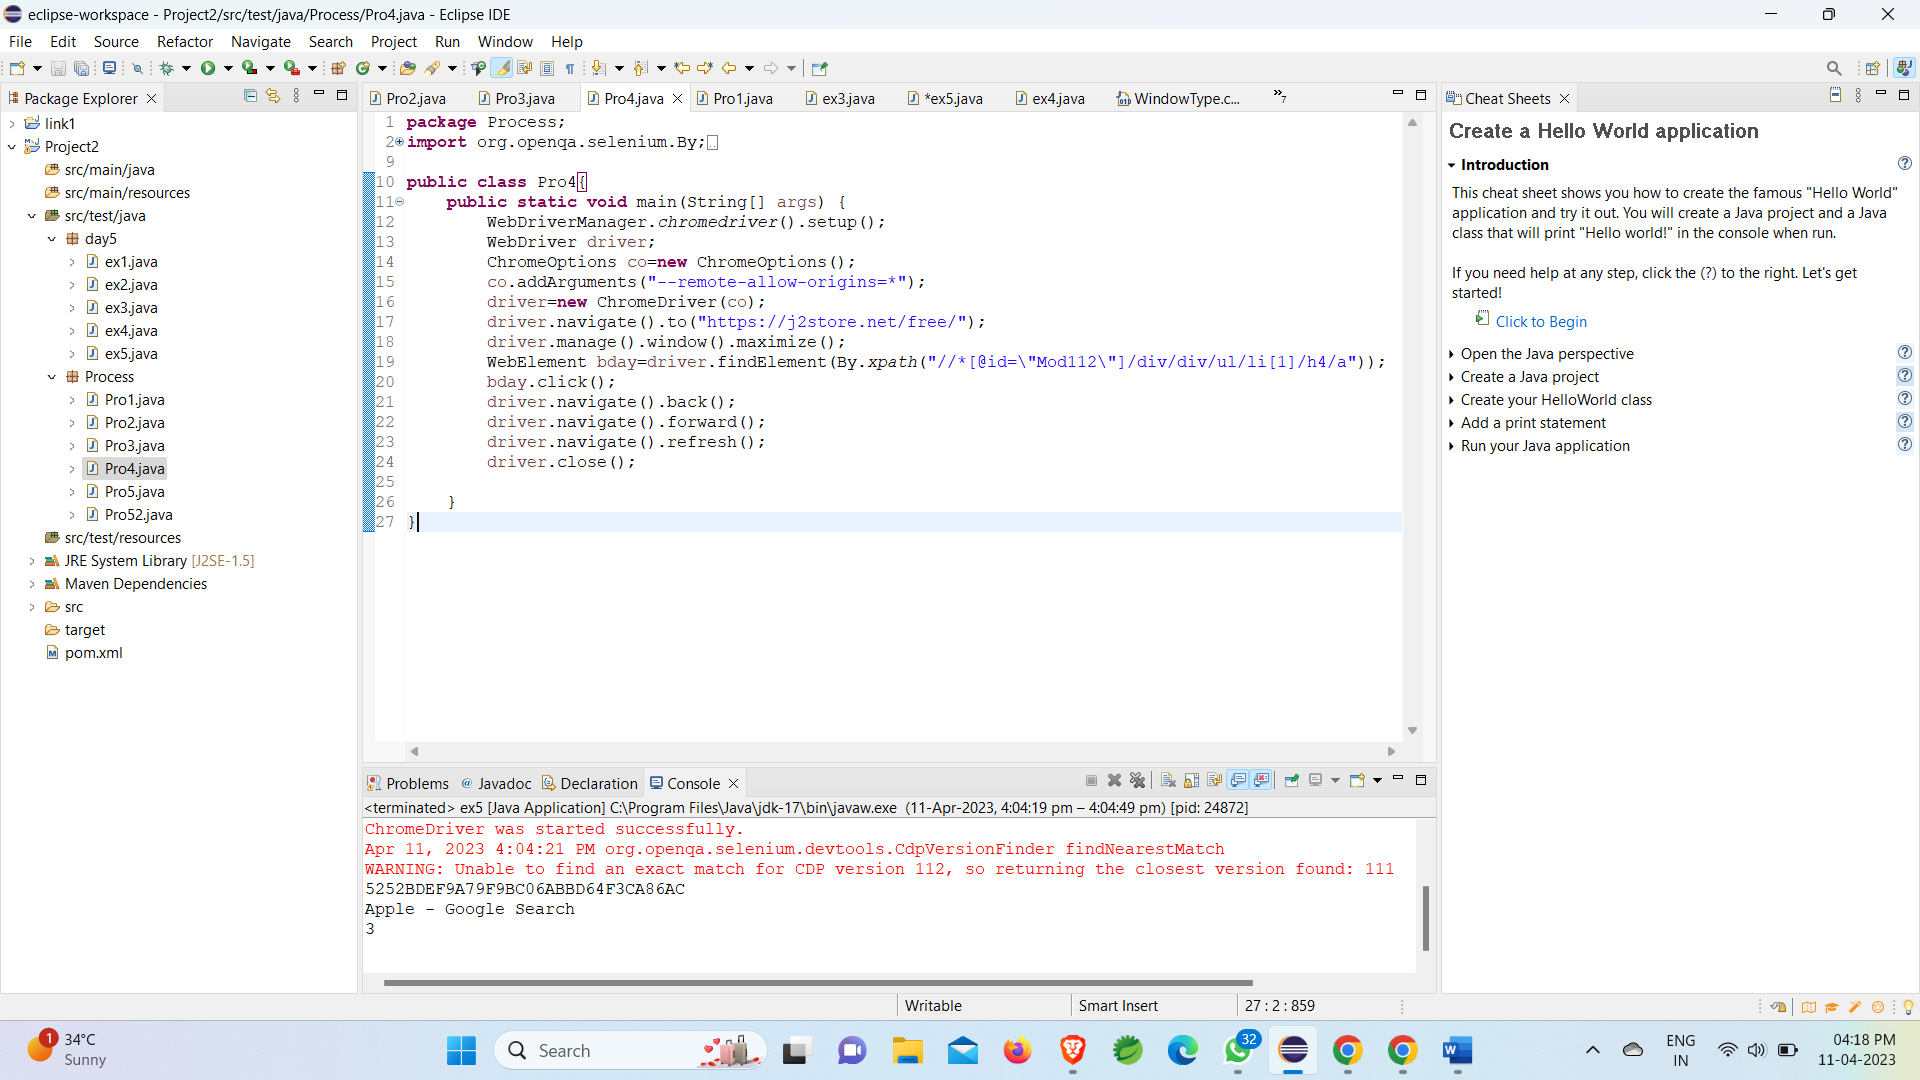 eclipse-workspace - Project2/src/test/java/Process/Pro4.java - Eclipse IDE
File Edit Source Refactor Navigate Search Project Run Window Help
Package Explorer
link1
Project2
src/main/java
src/main/resources
src/test/java
day5
ex1.java
ex2.java
ex3.java
ex4.java
ex5.java
Process
Pro1.java
Pro2.java
Pro3.java
Pro4.java
Pro5.java
Pro52.java
src/test/resources
JRE System Library [J2SE-1.5]
Maven Dependencies
src
target
pom.xml
Pro2.java Pro3.java Pro4.java Pro1.java ex3.java *ex5.java ex4.java WindowType.c... »7
1 package Process;
2 import org.openqa.selenium.By;
9
10 public class Pro4{
11 public static void main(String[] args) {
12 WebDriverManager.chromedriver().setup();
13 WebDriver driver;
14 ChromeOptions co=new ChromeOptions();
15 co.addArguments("--remote-allow-origins=*");
16 driver=new ChromeDriver(co);
17 driver.navigate().to("https://j2store.net/free/");
18 driver.manage().window().maximize();
19 WebElement bday=driver.findElement(By.xpath("//*[@id=\"Mod112\"]/div/div/ul/li[1]/h4/a"));
20 bday.click();
21 driver.navigate().back();
22 driver.navigate().forward();
23 driver.navigate().refresh();
24 driver.close();
25
26 }
27 }
Problems Javadoc Declaration Console
<terminated> ex5 [Java Application] C:\Program Files\Java\jdk-17\bin\javaw.exe (11-Apr-2023, 4:04:19 pm – 4:04:49 pm) [pid: 24872]
ChromeDriver was started successfully.
Apr 11, 2023 4:04:21 PM org.openqa.selenium.devtools.CdpVersionFinder findNearestMatch
WARNING: Unable to find an exact match for CDP version 112, so returning the closest version found: 111
5252BDEF9A79F9BC06ABBD64F3CA86AC
Apple - Google Search
3
Cheat Sheets
Create a Hello World application
Introduction
This cheat sheet shows you how to create the famous "Hello World"
application and try it out. You will create a Java project and a Java
class that will print "Hello world!" in the console when run.
If you need help at any step, click the (?) to the right. Let's get
started!
Click to Begin
Open the Java perspective
Create a Java project
Create your HelloWorld class
Add a print statement
Run your Java application
Writable Smart Insert 27 : 2 : 859
1
34°C
Sunny
Search
32
ENG
IN
04:18 PM
11-04-2023